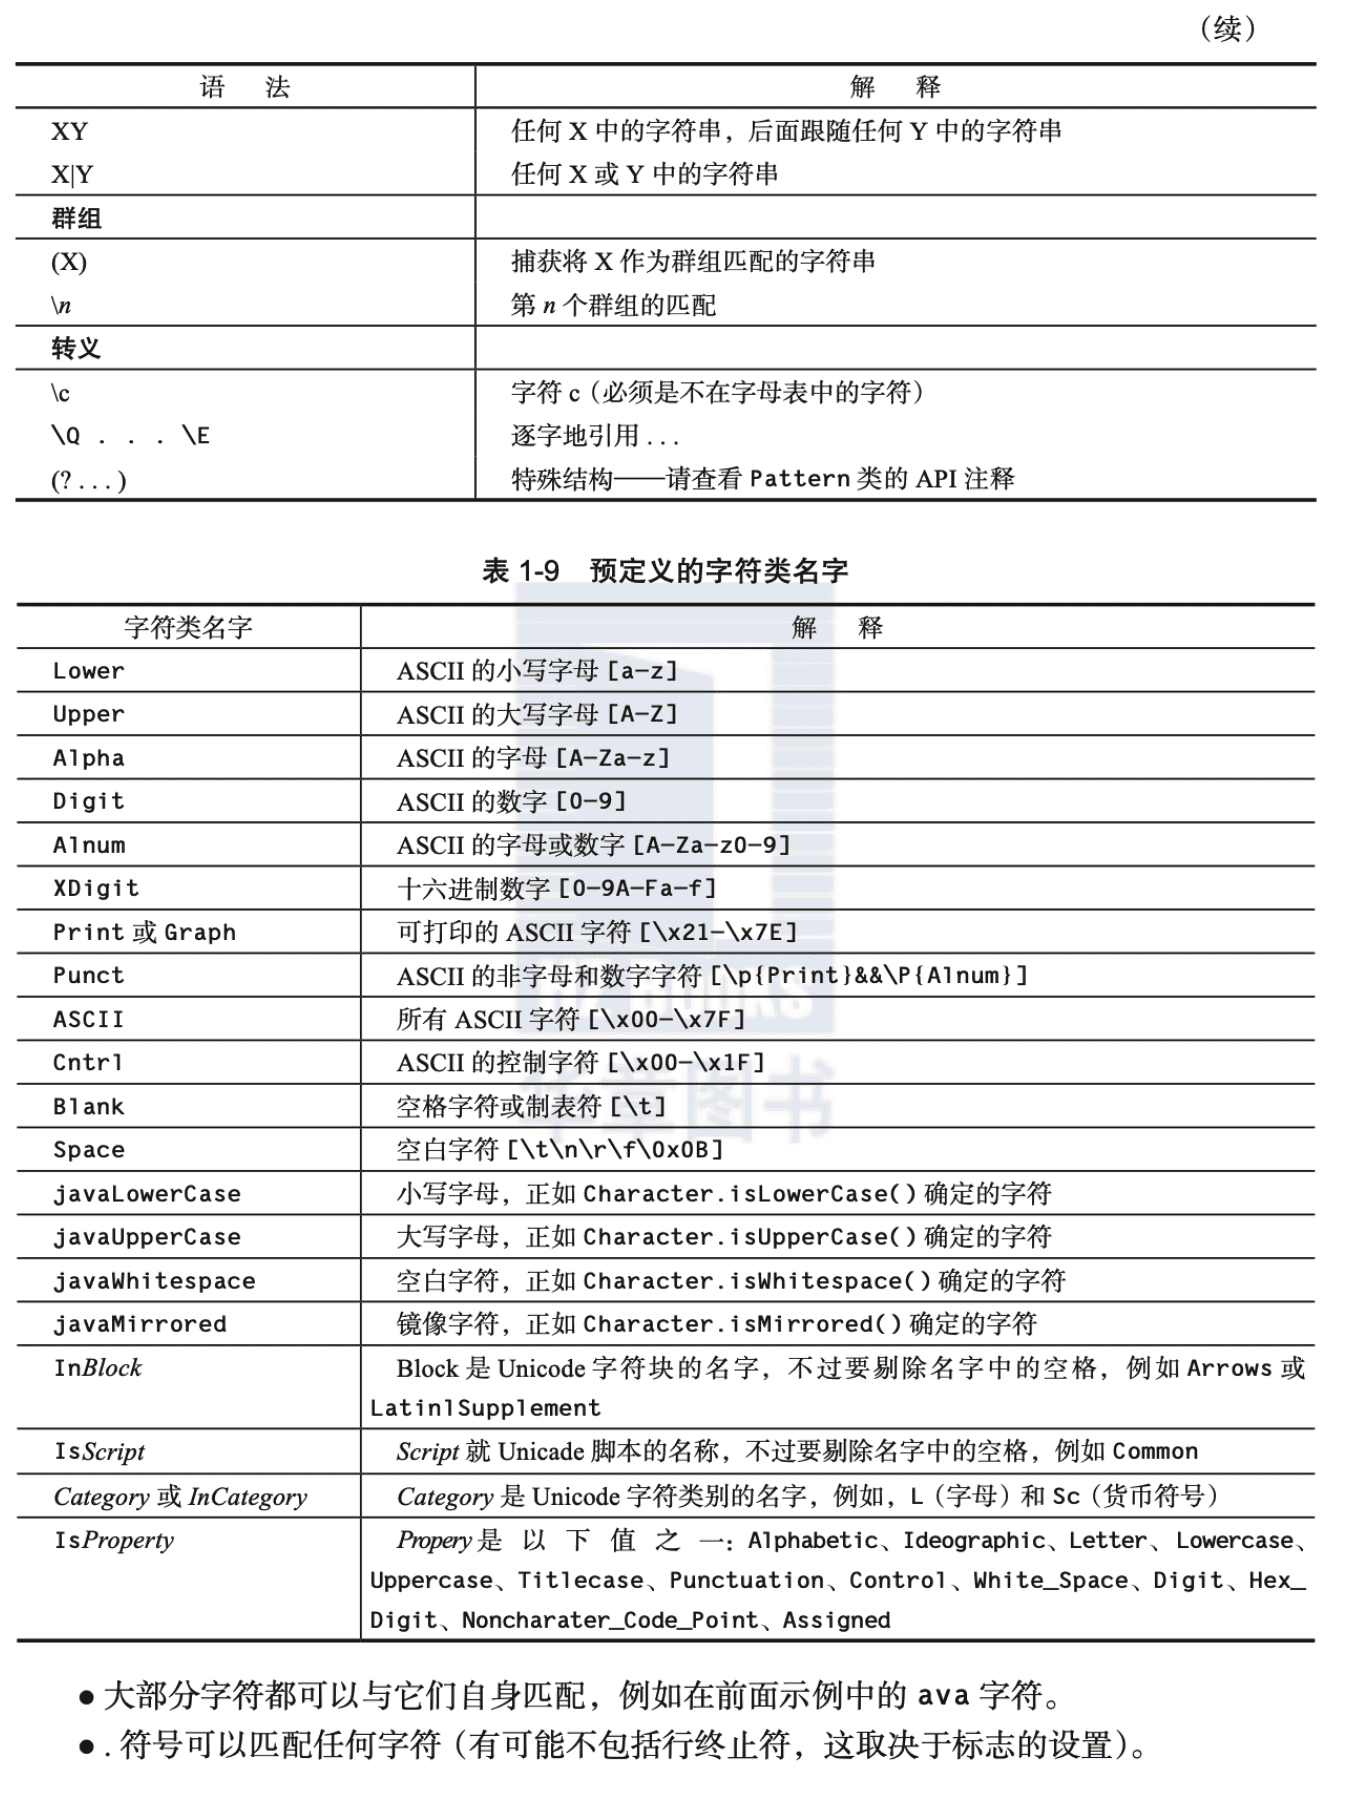 （续）
语 法 解 释
XY 任何 X 中的字符串，后面跟随任何 Y 中的字符串
X|Y 任何 X 或 Y 中的字符串
群组
(X) 捕获将 X 作为群组匹配的字符串
\n 第 n 个群组的匹配
转义
\c 字符 c（必须是不在字母表中的字符）
\Q . . . \E 逐字地引用 . . .
(? . . . ) 特殊结构——请查看 Pattern 类的 API 注释
表 1-9 预定义的字符类名字
字符类名字 解 释
Lower ASCII 的小写字母 [a-z]
Upper ASCII 的大写字母 [A-Z]
Alpha ASCII 的字母 [A-Za-z]
Digit ASCII 的数字 [0-9]
Alnum ASCII 的字母或数字 [A-Za-z0-9]
XDigit 十六进制数字 [0-9A-Fa-f]
Print 或 Graph 可打印的 ASCII 字符 [\x21-\x7E]
Punct ASCII 的非字母和数字字符 [\p{Print}&&\P{Alnum}]
ASCII 所有 ASCII 字符 [\x00-\x7F]
Cntrl ASCII 的控制字符 [\x00-\x1F]
Blank 空格字符或制表符 [\t]
Space 空白字符 [\t\n\r\f\0x0B]
javaLowerCase 小写字母，正如 Character.isLowerCase() 确定的字符
javaUpperCase 大写字母，正如 Character.isUpperCase() 确定的字符
javaWhitespace 空白字符，正如 Character.isWhitespace() 确定的字符
javaMirrored 镜像字符，正如 Character.isMirrored() 确定的字符
InBlock Block 是 Unicode 字符块的名字，不过要剔除名字中的空格，例如 Arrows 或
Latin1Supplement
IsScript Script 就 Unicade 脚本的名称，不过要剔除名字中的空格，例如 Common
Category 或 InCategory Category 是 Unicode 字符类别的名字，例如，L（字母）和 Sc（货币符号）
IsProperty Propery 是 以 下 值 之 一：Alphabetic、Ideographic、Letter、Lowercase、
Uppercase、Titlecase、Punctuation、Control、White_Space、Digit、Hex_
Digit、Noncharater_Code_Point、Assigned
HZ BOOKS
华章图书
● 大部分字符都可以与它们自身匹配，例如在前面示例中的 ava 字符。
● . 符号可以匹配任何字符（有可能不包括行终止符，这取决于标志的设置）。